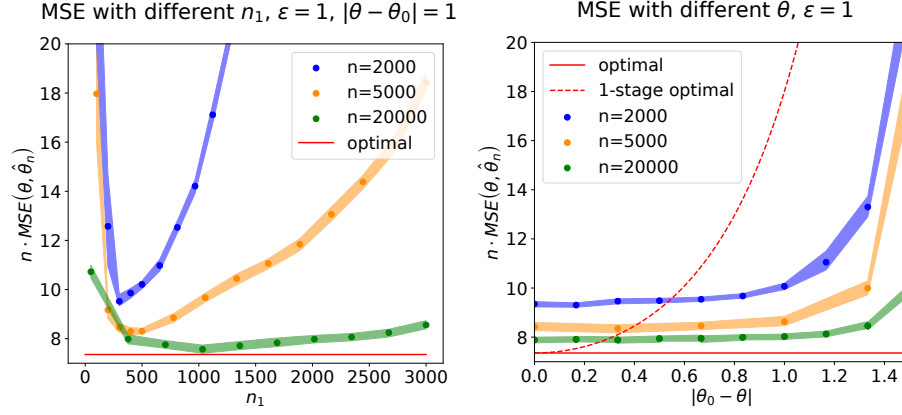 MSE with different n₁, ε = 1, |θ − θ₀| = 1
20
18
16
14
12
10
8
n · MSE(θ, θ̂ₙ)
n=2000
n=5000
n=20000
optimal
0 500 1000 1500 2000 2500 3000
n₁
MSE with different θ, ε = 1
20
18
16
14
12
10
8
n · MSE(θ, θ̂ₙ)
optimal
1-stage optimal
n=2000
n=5000
n=20000
0.0 0.2 0.4 0.6 0.8 1.0 1.2 1.4
|θ₀ − θ|